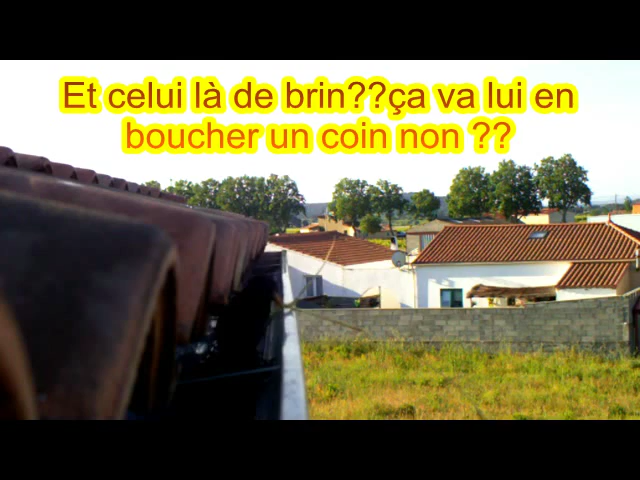 Et celui là de brin??ça va lui en
boucher un coin non ??